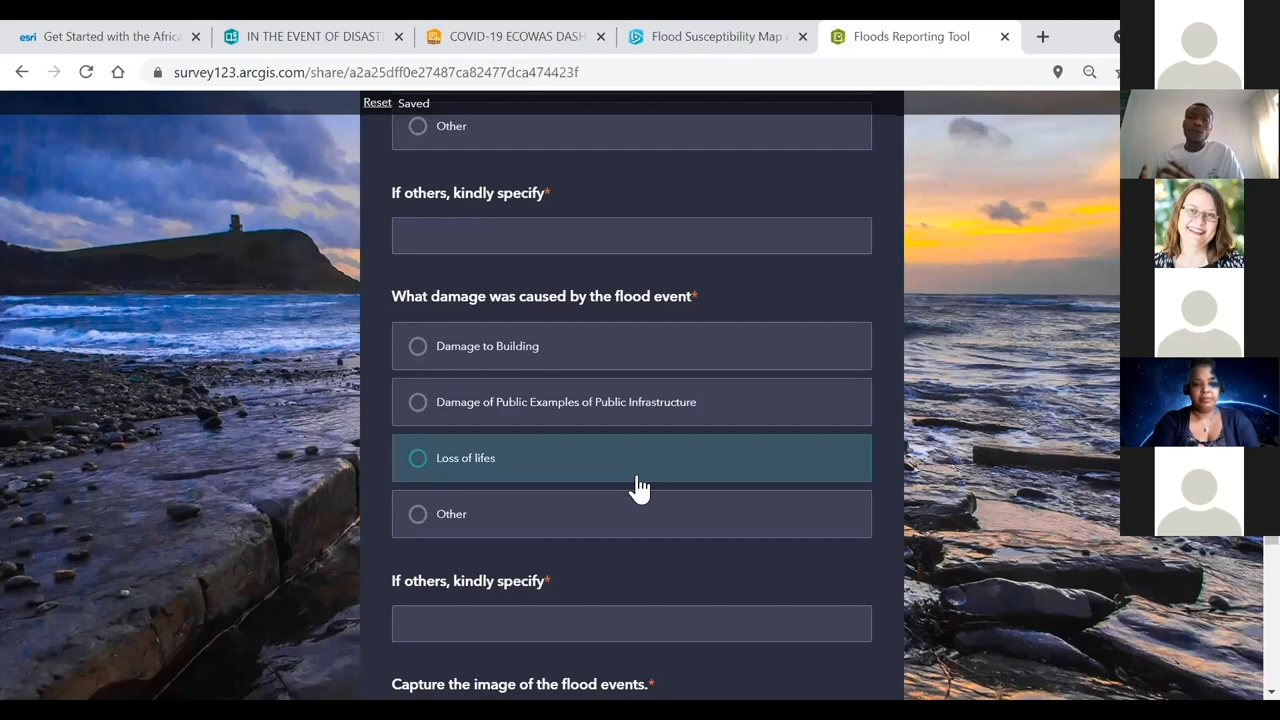 esri Get Started with the Africa
IN THE EVENT OF DISAST
COVID-19 ECOWAS DASH
Flood Susceptibility Map
Floods Reporting Tool
survey123.arcgis.com/share/a2a25dff0e27487ca82477dca474423f
Reset Saved
Other
If others, kindly specify*
What damage was caused by the flood event*
Damage to Building
Damage of Public Examples of Public Infrastructure
Loss of lifes
Other
If others, kindly specify*
Capture the image of the flood events.*